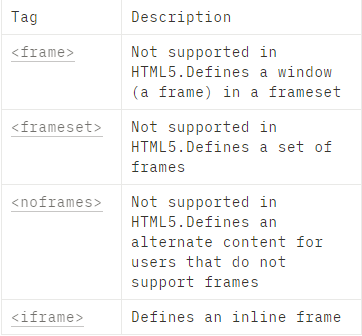 Tag Description
<frame> Not supported in
HTML5.Defines a window
(a frame) in a frameset
<frameset> Not supported in
HTML5.Defines a set of
frames
<noframes> Not supported in
HTML5.Defines an
alternate content for
users that do not
support frames
<iframe> Defines an inline frame